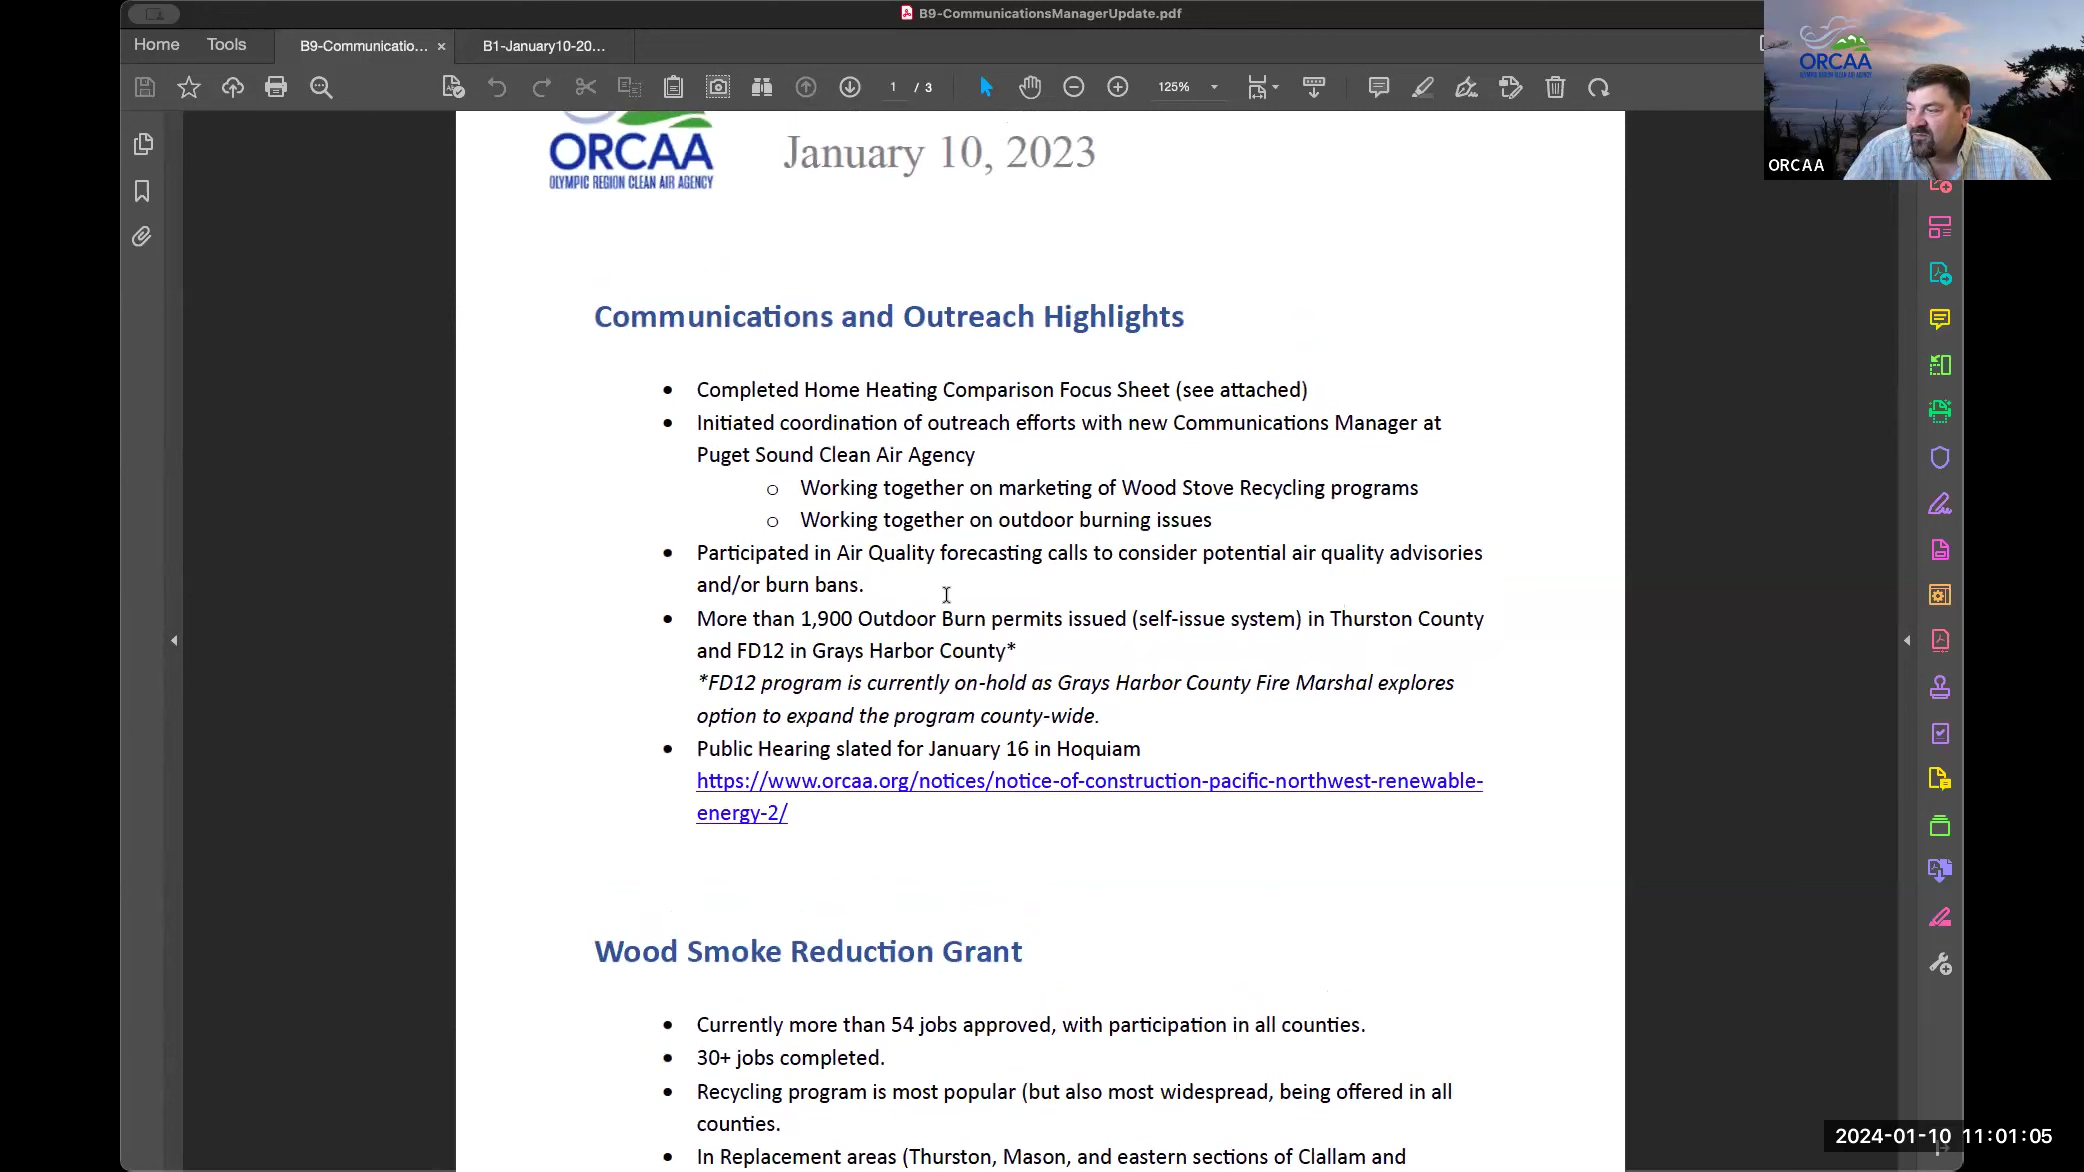 B9-CommunicationsManagerUpdate.pdf
Home
Tools
B9-Communicatio... ×
B1-January10-20...
1 / 3
125%
ORCAA
OLYMPIC REGION CLEAN AIR AGENCY
ORCAA
ORCAA
OLYMPIC REGION CLEAN AIR AGENCY
January 10, 2023
Communications and Outreach Highlights
• Completed Home Heating Comparison Focus Sheet (see attached)
• Initiated coordination of outreach efforts with new Communications Manager at
Puget Sound Clean Air Agency
o Working together on marketing of Wood Stove Recycling programs
o Working together on outdoor burning issues
• Participated in Air Quality forecasting calls to consider potential air quality advisories
and/or burn bans.
• More than 1,900 Outdoor Burn permits issued (self-issue system) in Thurston County
and FD12 in Grays Harbor County*
*FD12 program is currently on-hold as Grays Harbor County Fire Marshal explores
option to expand the program county-wide.
• Public Hearing slated for January 16 in Hoquiam
https://www.orcaa.org/notices/notice-of-construction-pacific-northwest-renewable-
energy-2/
Wood Smoke Reduction Grant
• Currently more than 54 jobs approved, with participation in all counties.
• 30+ jobs completed.
• Recycling program is most popular (but also most widespread, being offered in all
counties.
• In Replacement areas (Thurston, Mason, and eastern sections of Clallam and
2024-01-10 11:01:05